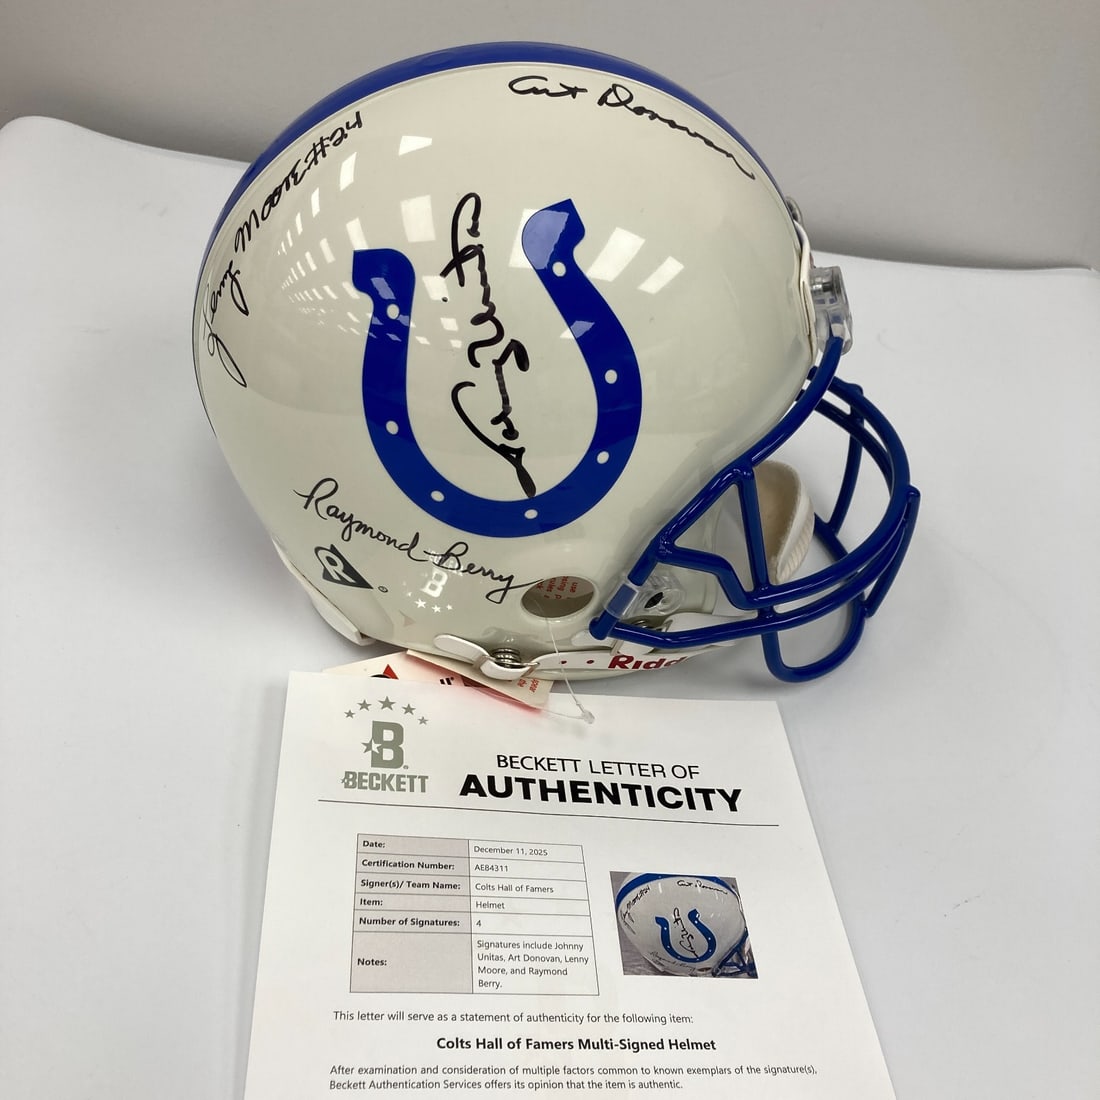 Art Donovan
Lenny Moore #24
Johnny Unitas
Raymond Berry
R
B
Ridd
B
BECKETT
BECKETT LETTER OF
AUTHENTICITY
Date: December 11, 2025
Certification Number: AE84311
Signer(s)/ Team Name: Colts Hall of Famers
Item: Helmet
Number of Signatures: 4
Notes: Signatures include Johnny
Unitas, Art Donovan, Lenny
Moore, and Raymond
Berry.
This letter will serve as a statement of authenticity for the following item:
Colts Hall of Famers Multi-Signed Helmet
After examination and consideration of multiple factors common to known exemplars of the signature(s),
Beckett Authentication Services offers its opinion that the item is authentic.